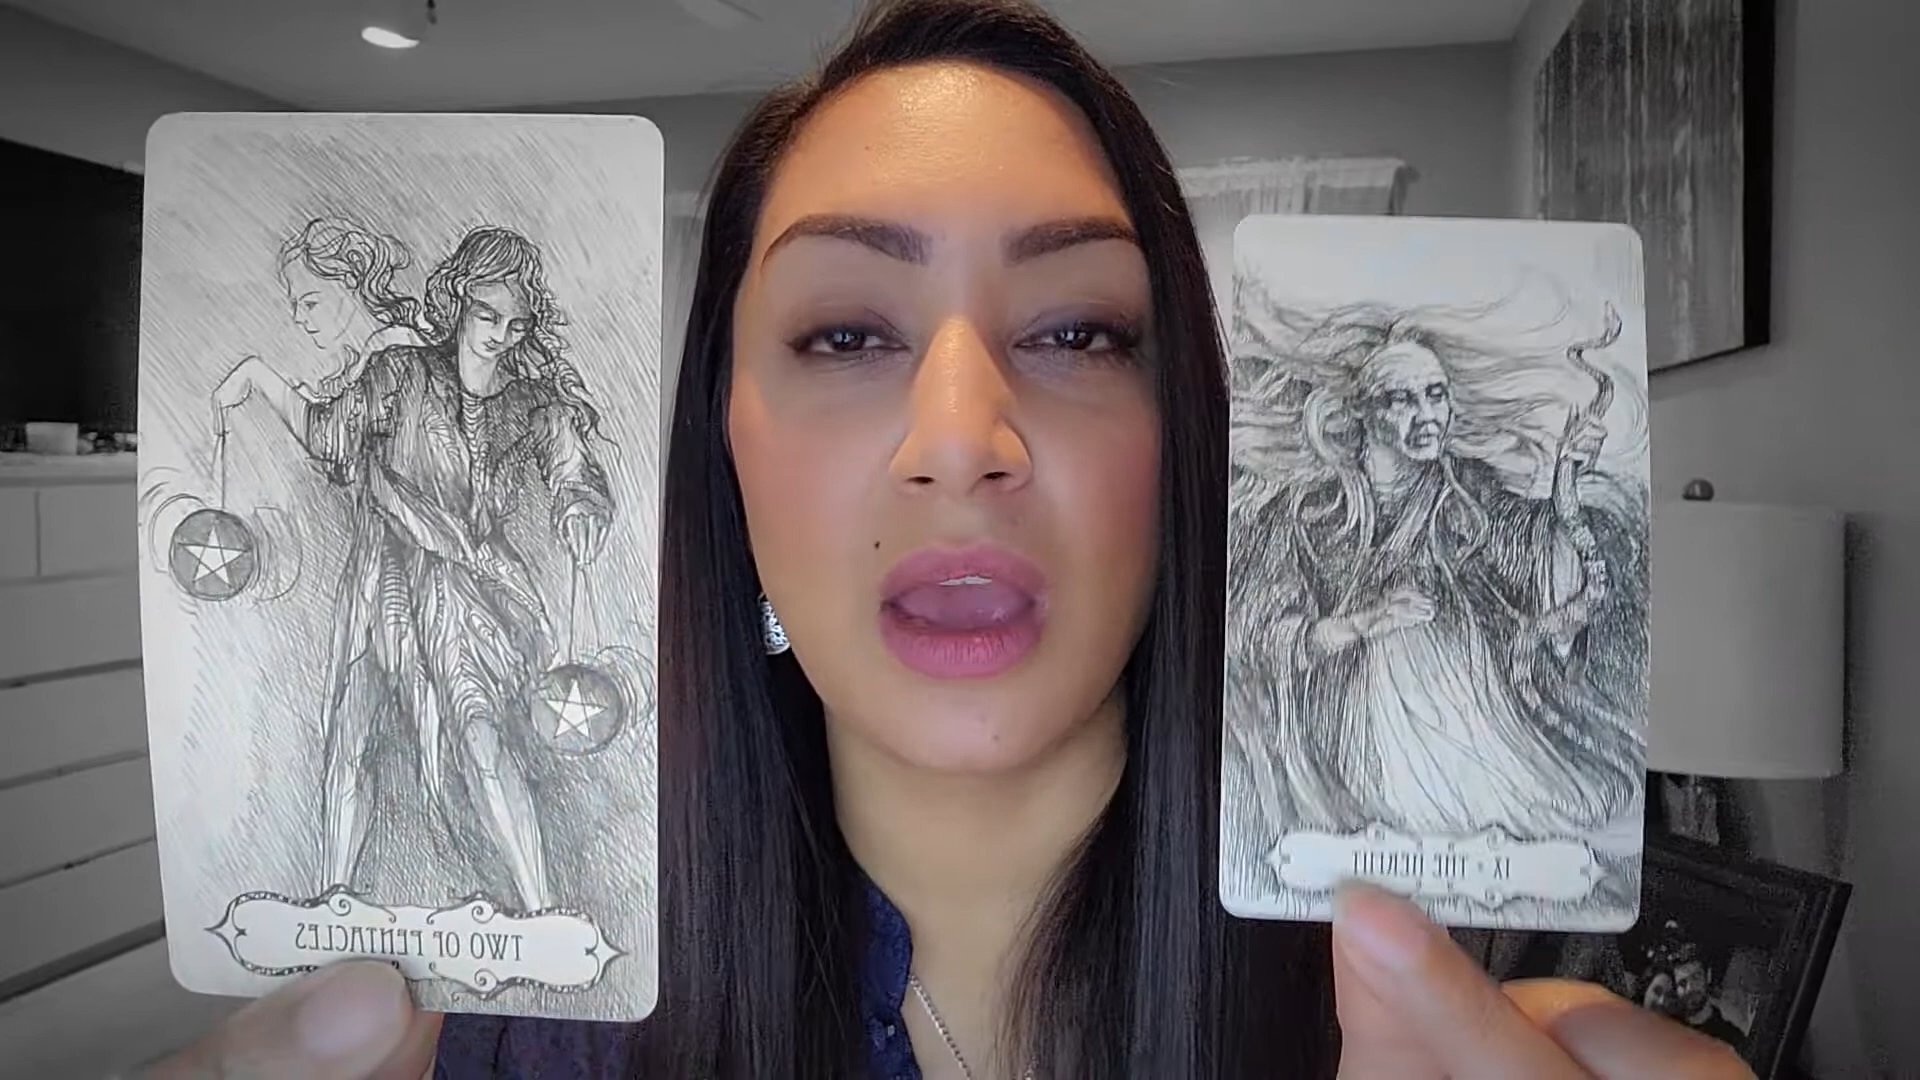 TWO OF PENTACLES
IX • THE HERMIT